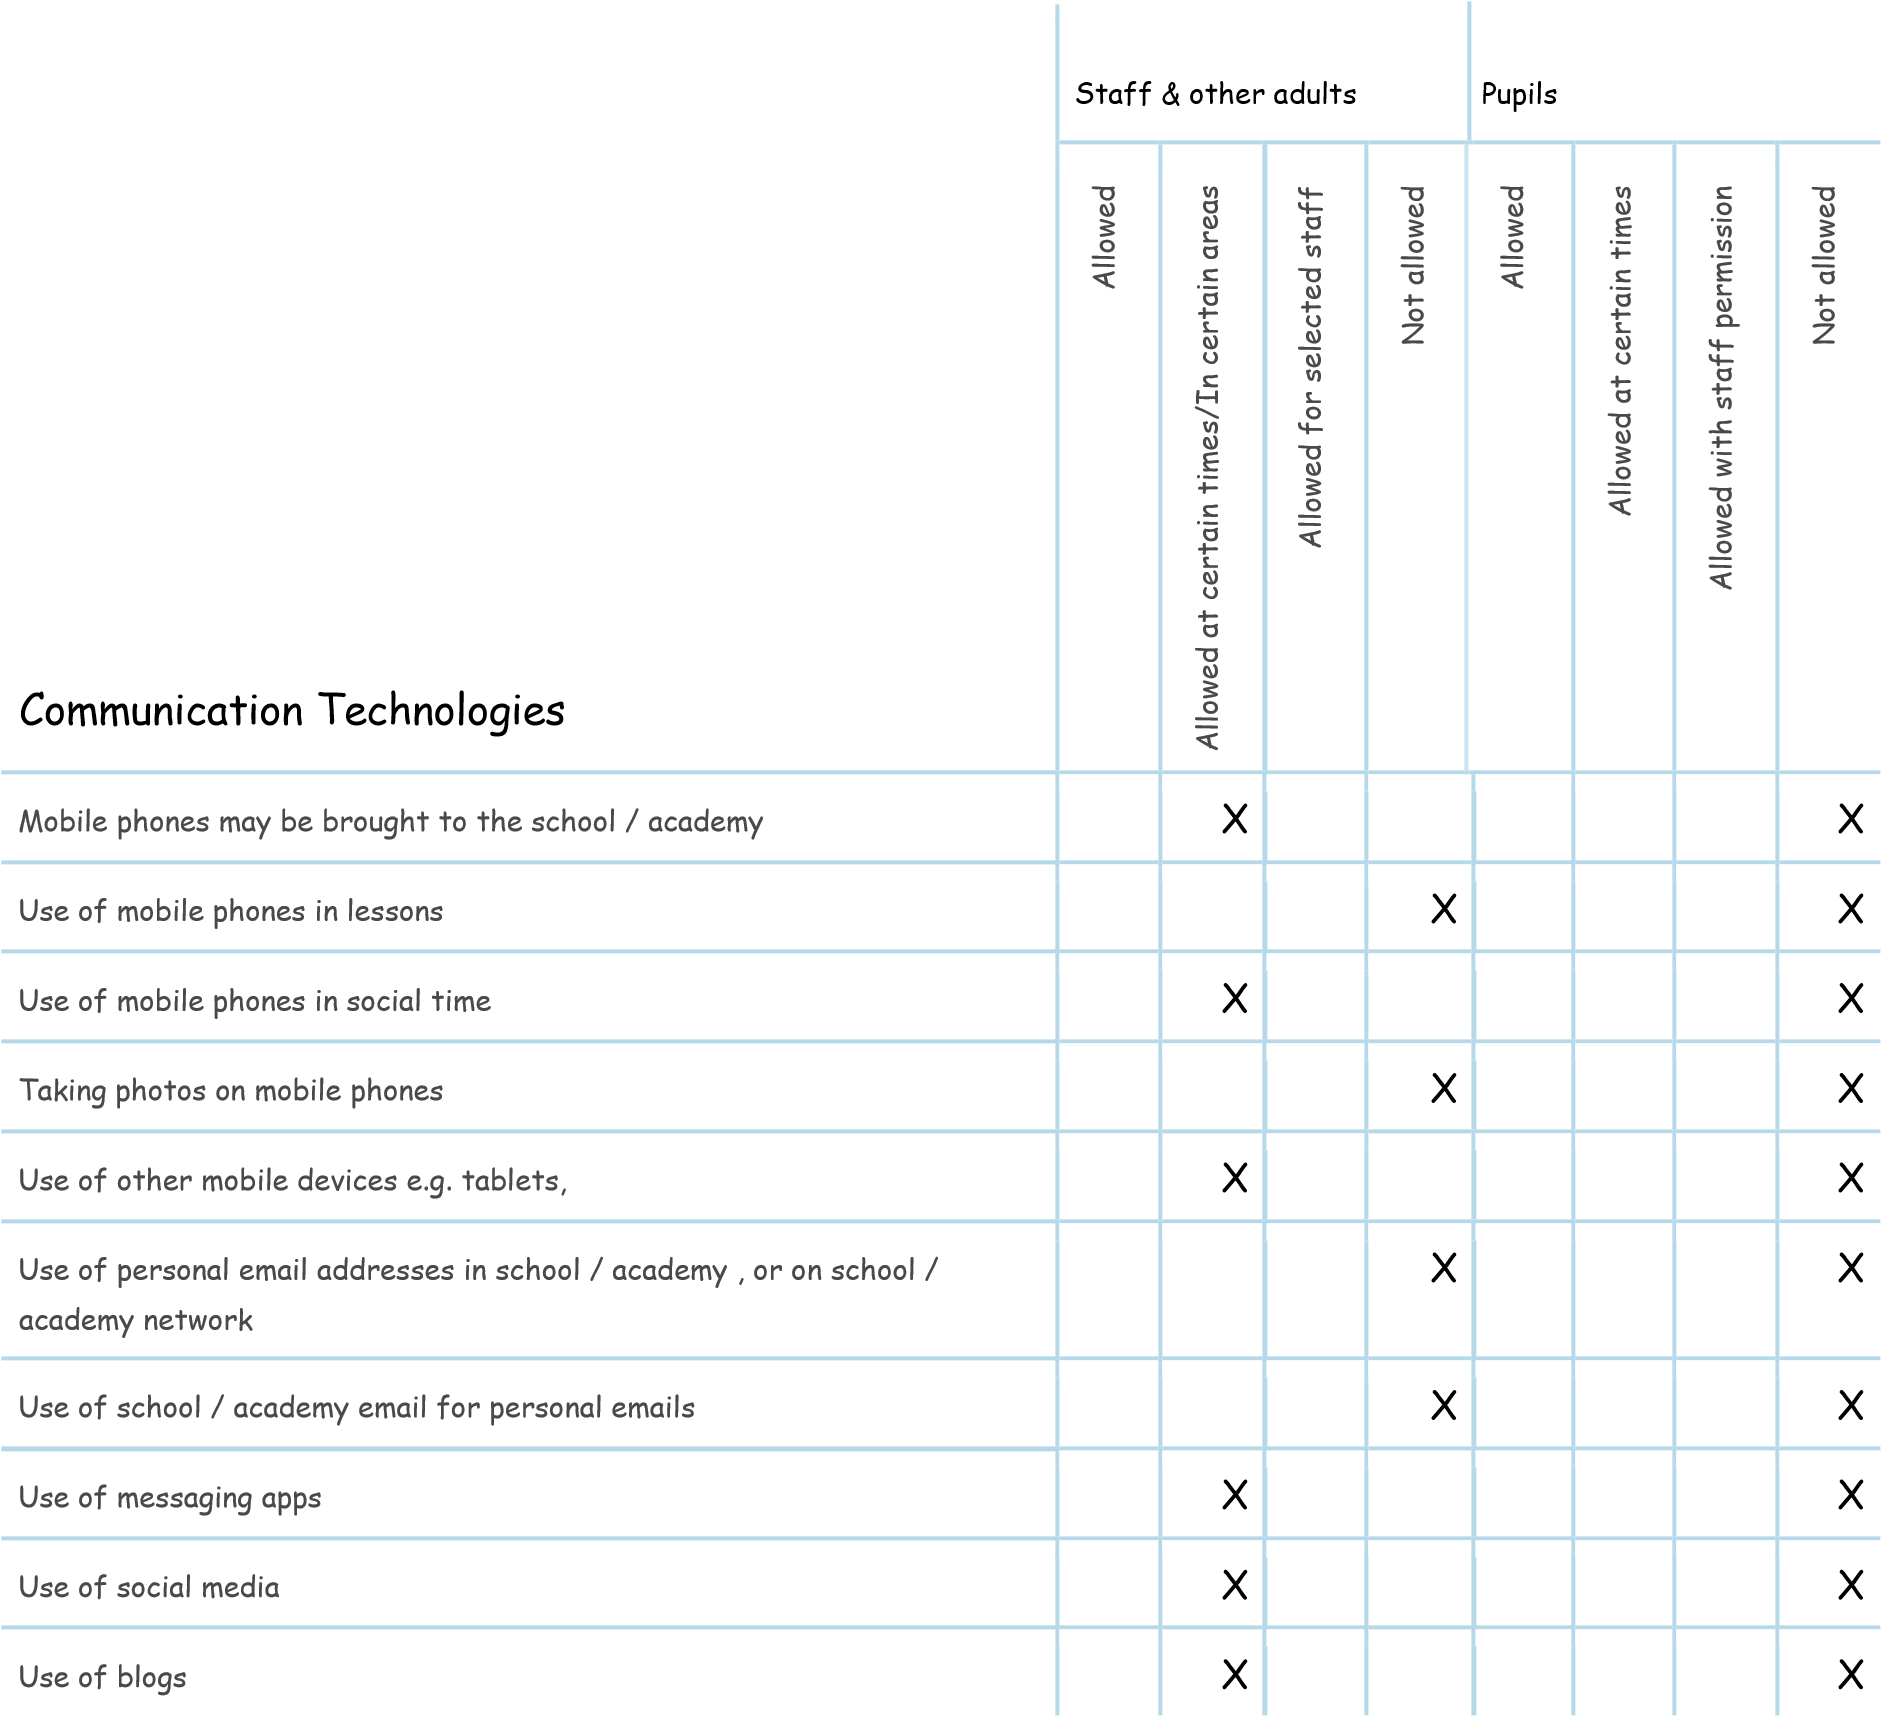 Staff & other adults Pupils
Allowed
Allowed at certain times/In certain areas
Allowed for selected staff
Not allowed
Allowed
Allowed at certain times
Allowed with staff permission
Not allowed
Communication Technologies
Mobile phones may be brought to the school / academy X X
Use of mobile phones in lessons X X
Use of mobile phones in social time X X
Taking photos on mobile phones X X
Use of other mobile devices e.g. tablets, X X
Use of personal email addresses in school / academy , or on school / X X
academy network
Use of school / academy email for personal emails X X
Use of messaging apps X X
Use of social media X X
Use of blogs X X